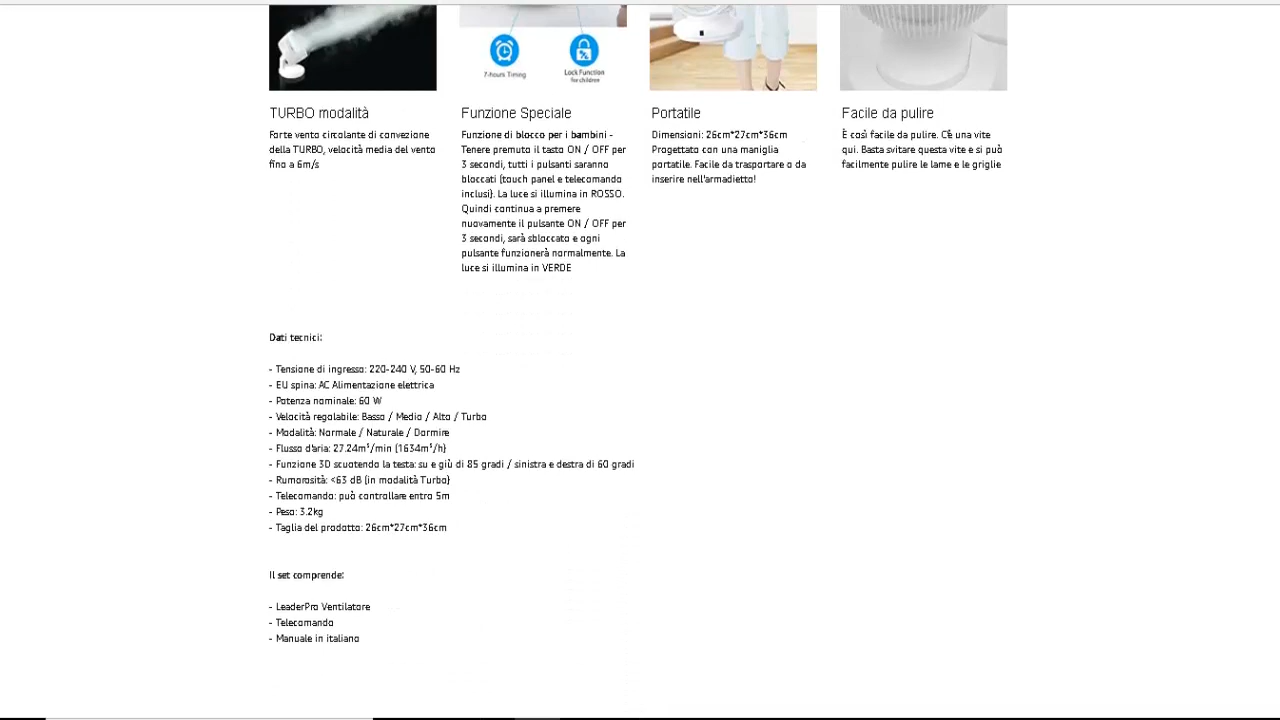 7-hours Timing
Lock Function
for children
TURBO modalità
Forte vento circolante di convezione
della TURBO, velocità media del vento
fino a 6m/s
Funzione Speciale
Funzione di blocco per i bambini -
Tenere premuto il tasto ON / OFF per
3 secondi, tutti i pulsanti saranno
bloccati (touch panel e telecomando
inclusi). La luce si illumina in ROSSO.
Quindi continua a premere
nuovamente il pulsante ON / OFF per
3 secondi, sarà sbloccato e ogni
pulsante funzionerà normalmente. La
luce si illumina in VERDE
Portatile
Dimensioni: 26cm*27cm*36cm
Progettato con una maniglia
portatile. Facile da trasportare o da
inserire nell'armadietto!
Facile da pulire
È così facile da pulire. C'è una vite
qui. Basta svitare questa vite e si può
facilmente pulire le lame e le griglie
Dati tecnici:
- Tensione di ingresso: 220-240 V, 50-60 Hz
- EU spina: AC Alimentazione elettrica
- Potenza nominale: 60 W
- Velocità regolabile: Basso / Medio / Alto / Turbo
- Modalità: Normale / Naturale / Dormire
- Flusso d'aria: 27.24m³/min (1634m³/h)
- Funzione 3D scuotendo la testa: su e giù di 85 gradi / sinistra e destra di 60 gradi
- Rumorosità: <63 dB (in modalità Turbo)
- Telecomando: può controllare entro 5m
- Peso: 3.2kg
- Taglia del prodotto: 26cm*27cm*36cm
Il set comprende:
- LeaderPro Ventilatore
- Telecomando
- Manuale in italiano